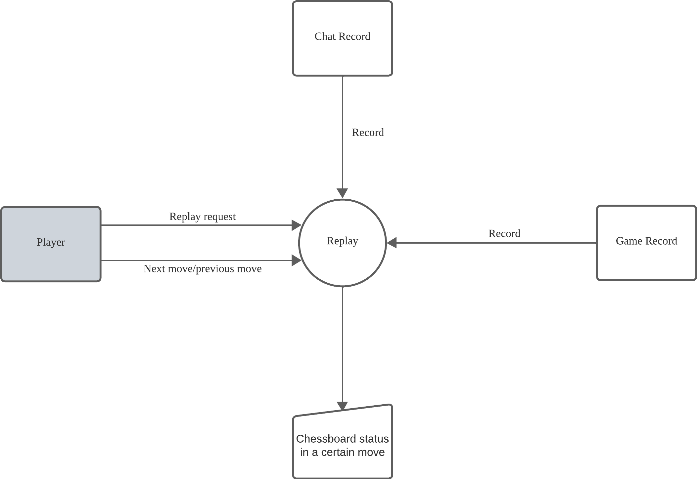 Chat Record
Record
Replay request
Player
Replay
Record
Game Record
Next move/previous move
Chessboard status
in a certain move